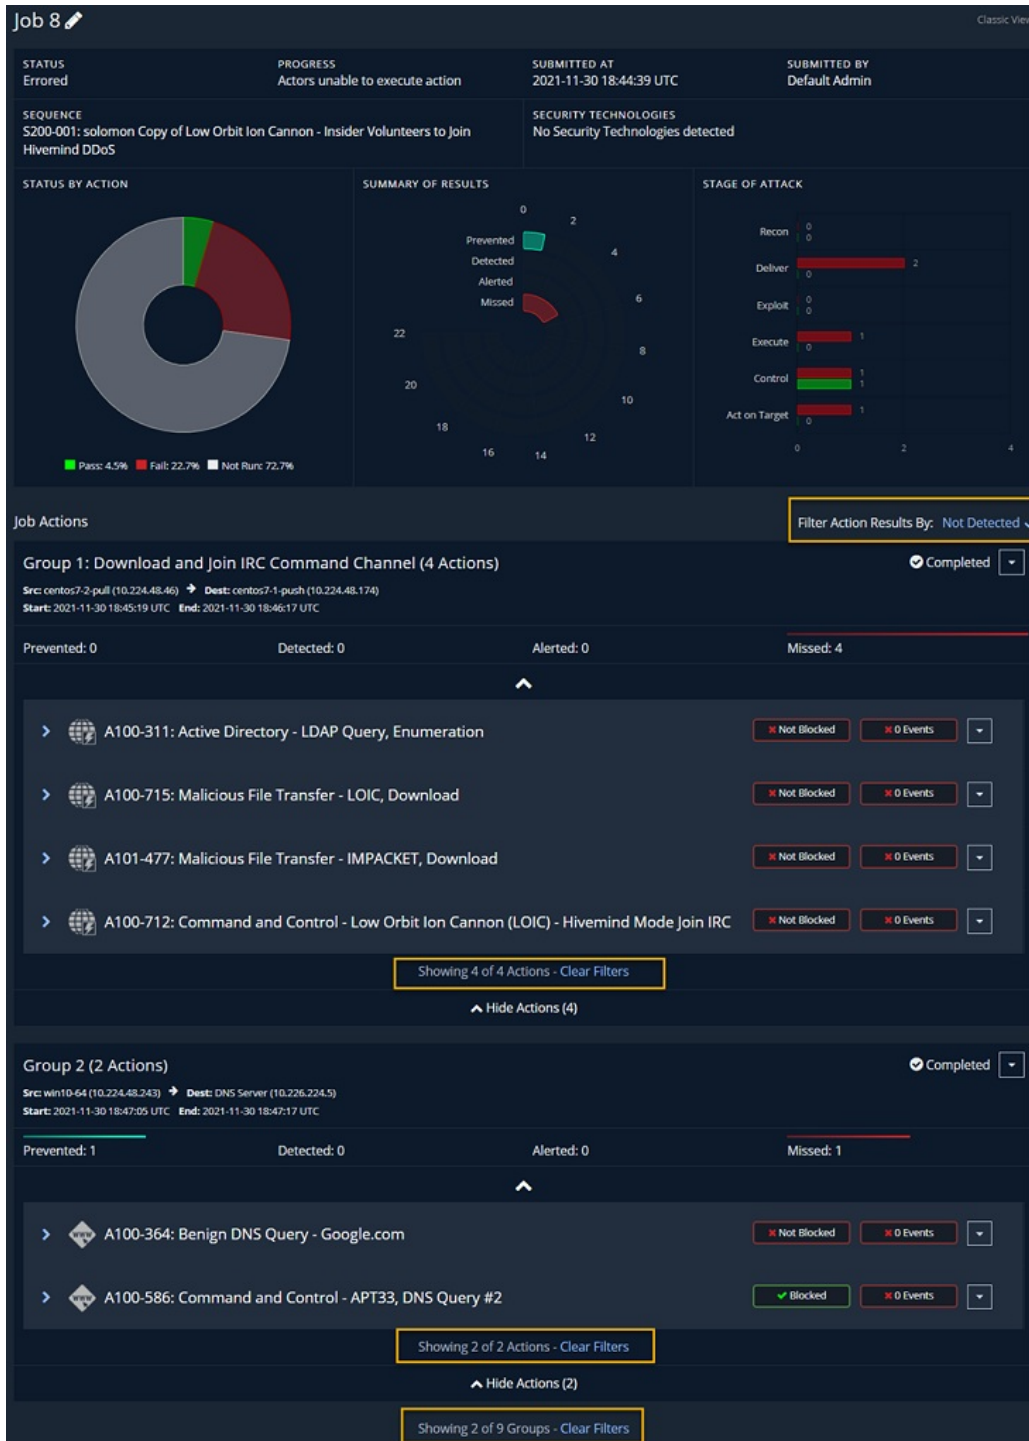 Job 8
Classic View
STATUS
Errored
PROGRESS
Actors unable to execute action
SUBMITTED AT
2021-11-30 18:44:39 UTC
SUBMITTED BY
Default Admin
SEQUENCE
S200-001: solomon Copy of Low Orbit Ion Cannon - Insider Volunteers to Join
Hivemind DDoS
SECURITY TECHNOLOGIES
No Security Technologies detected
STATUS BY ACTION
Pass: 4.5% Fail: 22.7% Not Run: 72.7%
SUMMARY OF RESULTS
Prevented
Detected
Alerted
Missed
0
2
4
6
8
10
12
14
16
18
20
22
STAGE OF ATTACK
Recon 0
0
Deliver 2
0
Exploit 0
0
Execute 1
0
Control 1
1
Act on Target 1
0
0 2 4
Job Actions
Filter Action Results By: Not Detected
Group 1: Download and Join IRC Command Channel (4 Actions)
Completed
Src: centos7-2-pull (10.224.48.46) Dest: centos7-1-push (10.224.48.174)
Start: 2021-11-30 18:45:19 UTC End: 2021-11-30 18:46:17 UTC
Prevented: 0 Detected: 0 Alerted: 0 Missed: 4
A100-311: Active Directory - LDAP Query, Enumeration Not Blocked 0 Events
A100-715: Malicious File Transfer - LOIC, Download Not Blocked 0 Events
A101-477: Malicious File Transfer - IMPACKET, Download Not Blocked 0 Events
A100-712: Command and Control - Low Orbit Ion Cannon (LOIC) - Hivemind Mode Join IRC Not Blocked 0 Events
Showing 4 of 4 Actions - Clear Filters
Hide Actions (4)
Group 2 (2 Actions)
Completed
Src: win10-64 (10.224.48.243) Dest: DNS Server (10.226.224.5)
Start: 2021-11-30 18:47:05 UTC End: 2021-11-30 18:47:17 UTC
Prevented: 1 Detected: 0 Alerted: 0 Missed: 1
A100-364: Benign DNS Query - Google.com Not Blocked 0 Events
A100-586: Command and Control - APT33, DNS Query #2 Blocked 0 Events
Showing 2 of 2 Actions - Clear Filters
Hide Actions (2)
Showing 2 of 9 Groups - Clear Filters